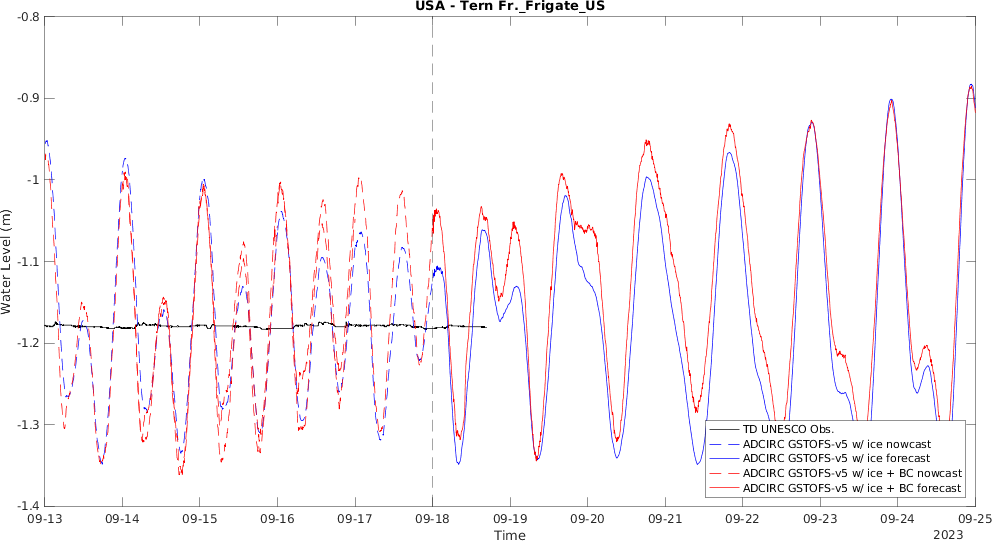 USA - Tern Fr._Frigate_US
Water Level (m)
-0.8
-0.9
-1
-1.1
-1.2
-1.3
-1.4
09-13 09-14 09-15 09-16 09-17 09-18 09-19 09-20 09-21 09-22 09-23 09-24 09-25
Time
2023
TD UNESCO Obs.
ADCIRC GSTOFS-v5 w/ ice nowcast
ADCIRC GSTOFS-v5 w/ ice forecast
ADCIRC GSTOFS-v5 w/ ice + BC nowcast
ADCIRC GSTOFS-v5 w/ ice + BC forecast